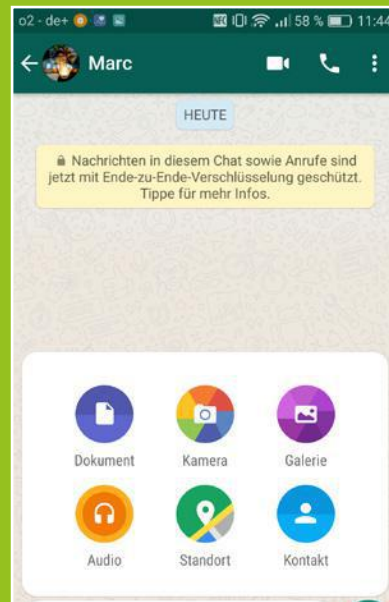 o2 - de+ NFC 58 % 11:44
Marc
HEUTE
Nachrichten in diesem Chat sowie Anrufe sind
jetzt mit Ende-zu-Ende-Verschlüsselung geschützt.
Tippe für mehr Infos.
Dokument Kamera Galerie
Audio Standort Kontakt